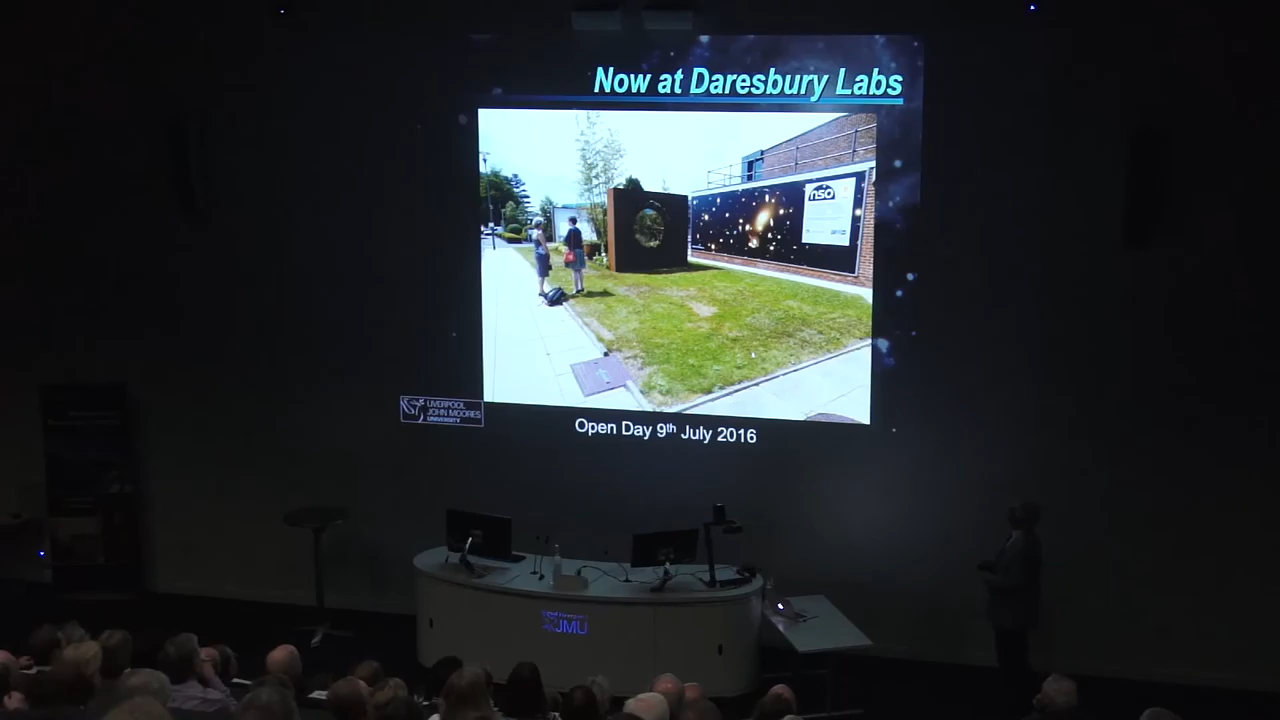 Now at Daresbury Labs
nso
LIVERPOOL
JOHN MOORES
UNIVERSITY
Open Day 9th July 2016
JMU